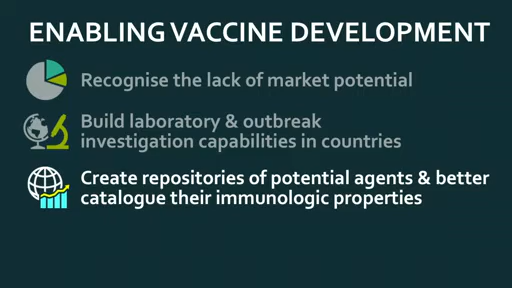 ENABLING VACCINE DEVELOPMENT
Recognise the lack of market potential
Build laboratory & outbreak
investigation capabilities in countries
Create repositories of potential agents & better
catalogue their immunologic properties